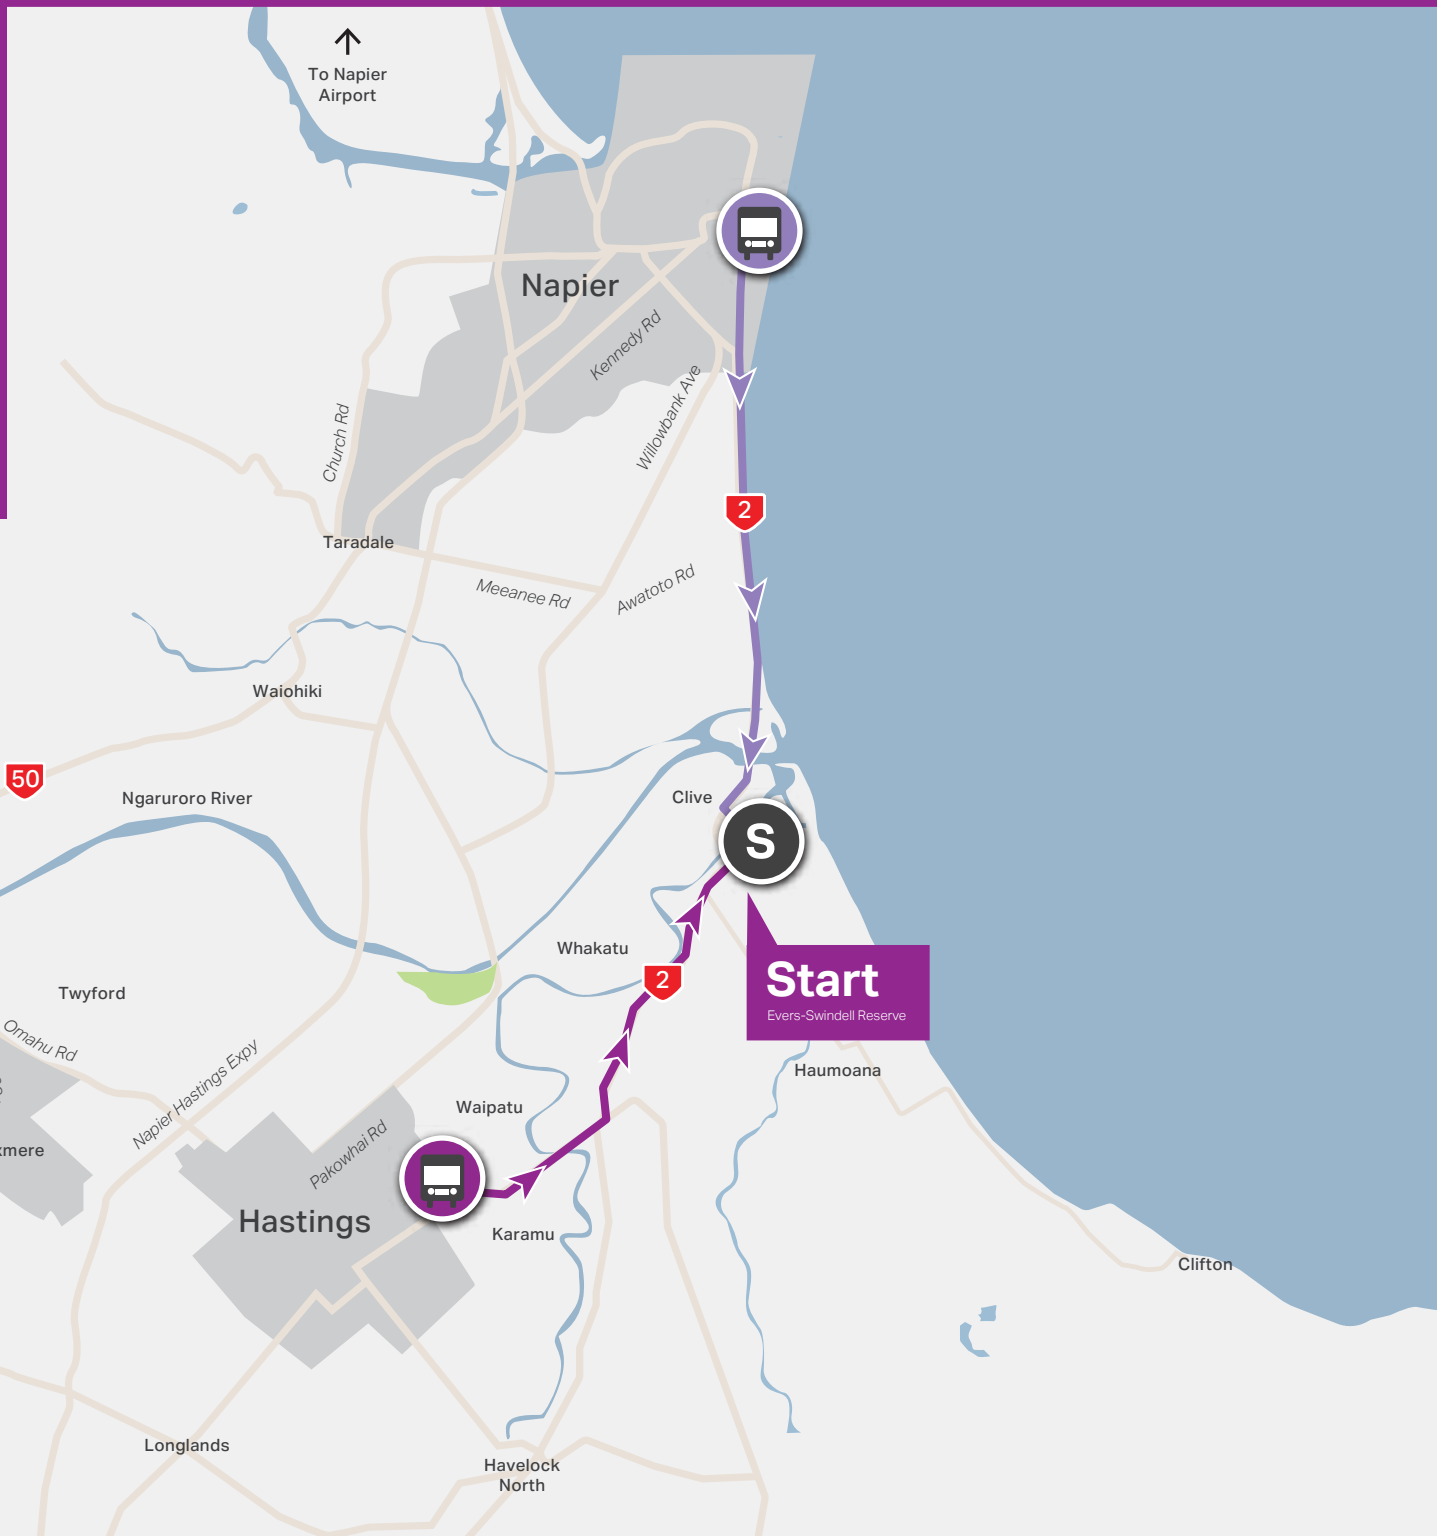 To Napier
Airport
Napier
Kennedy Rd
Willowbank Ave
Church Rd
2
Taradale
Meeanee Rd
Awatoto Rd
Waiohiki
50
Ngaruroro River
Clive
S
Whakatu
Start
Evers-Swindell Reserve
2
Twyford
Omahu Rd
Napier Hastings Expy
Haumoana
Waipatu
Pakowhai Rd
xmere
Hastings
Karamu
Clifton
Longlands
Havelock
North